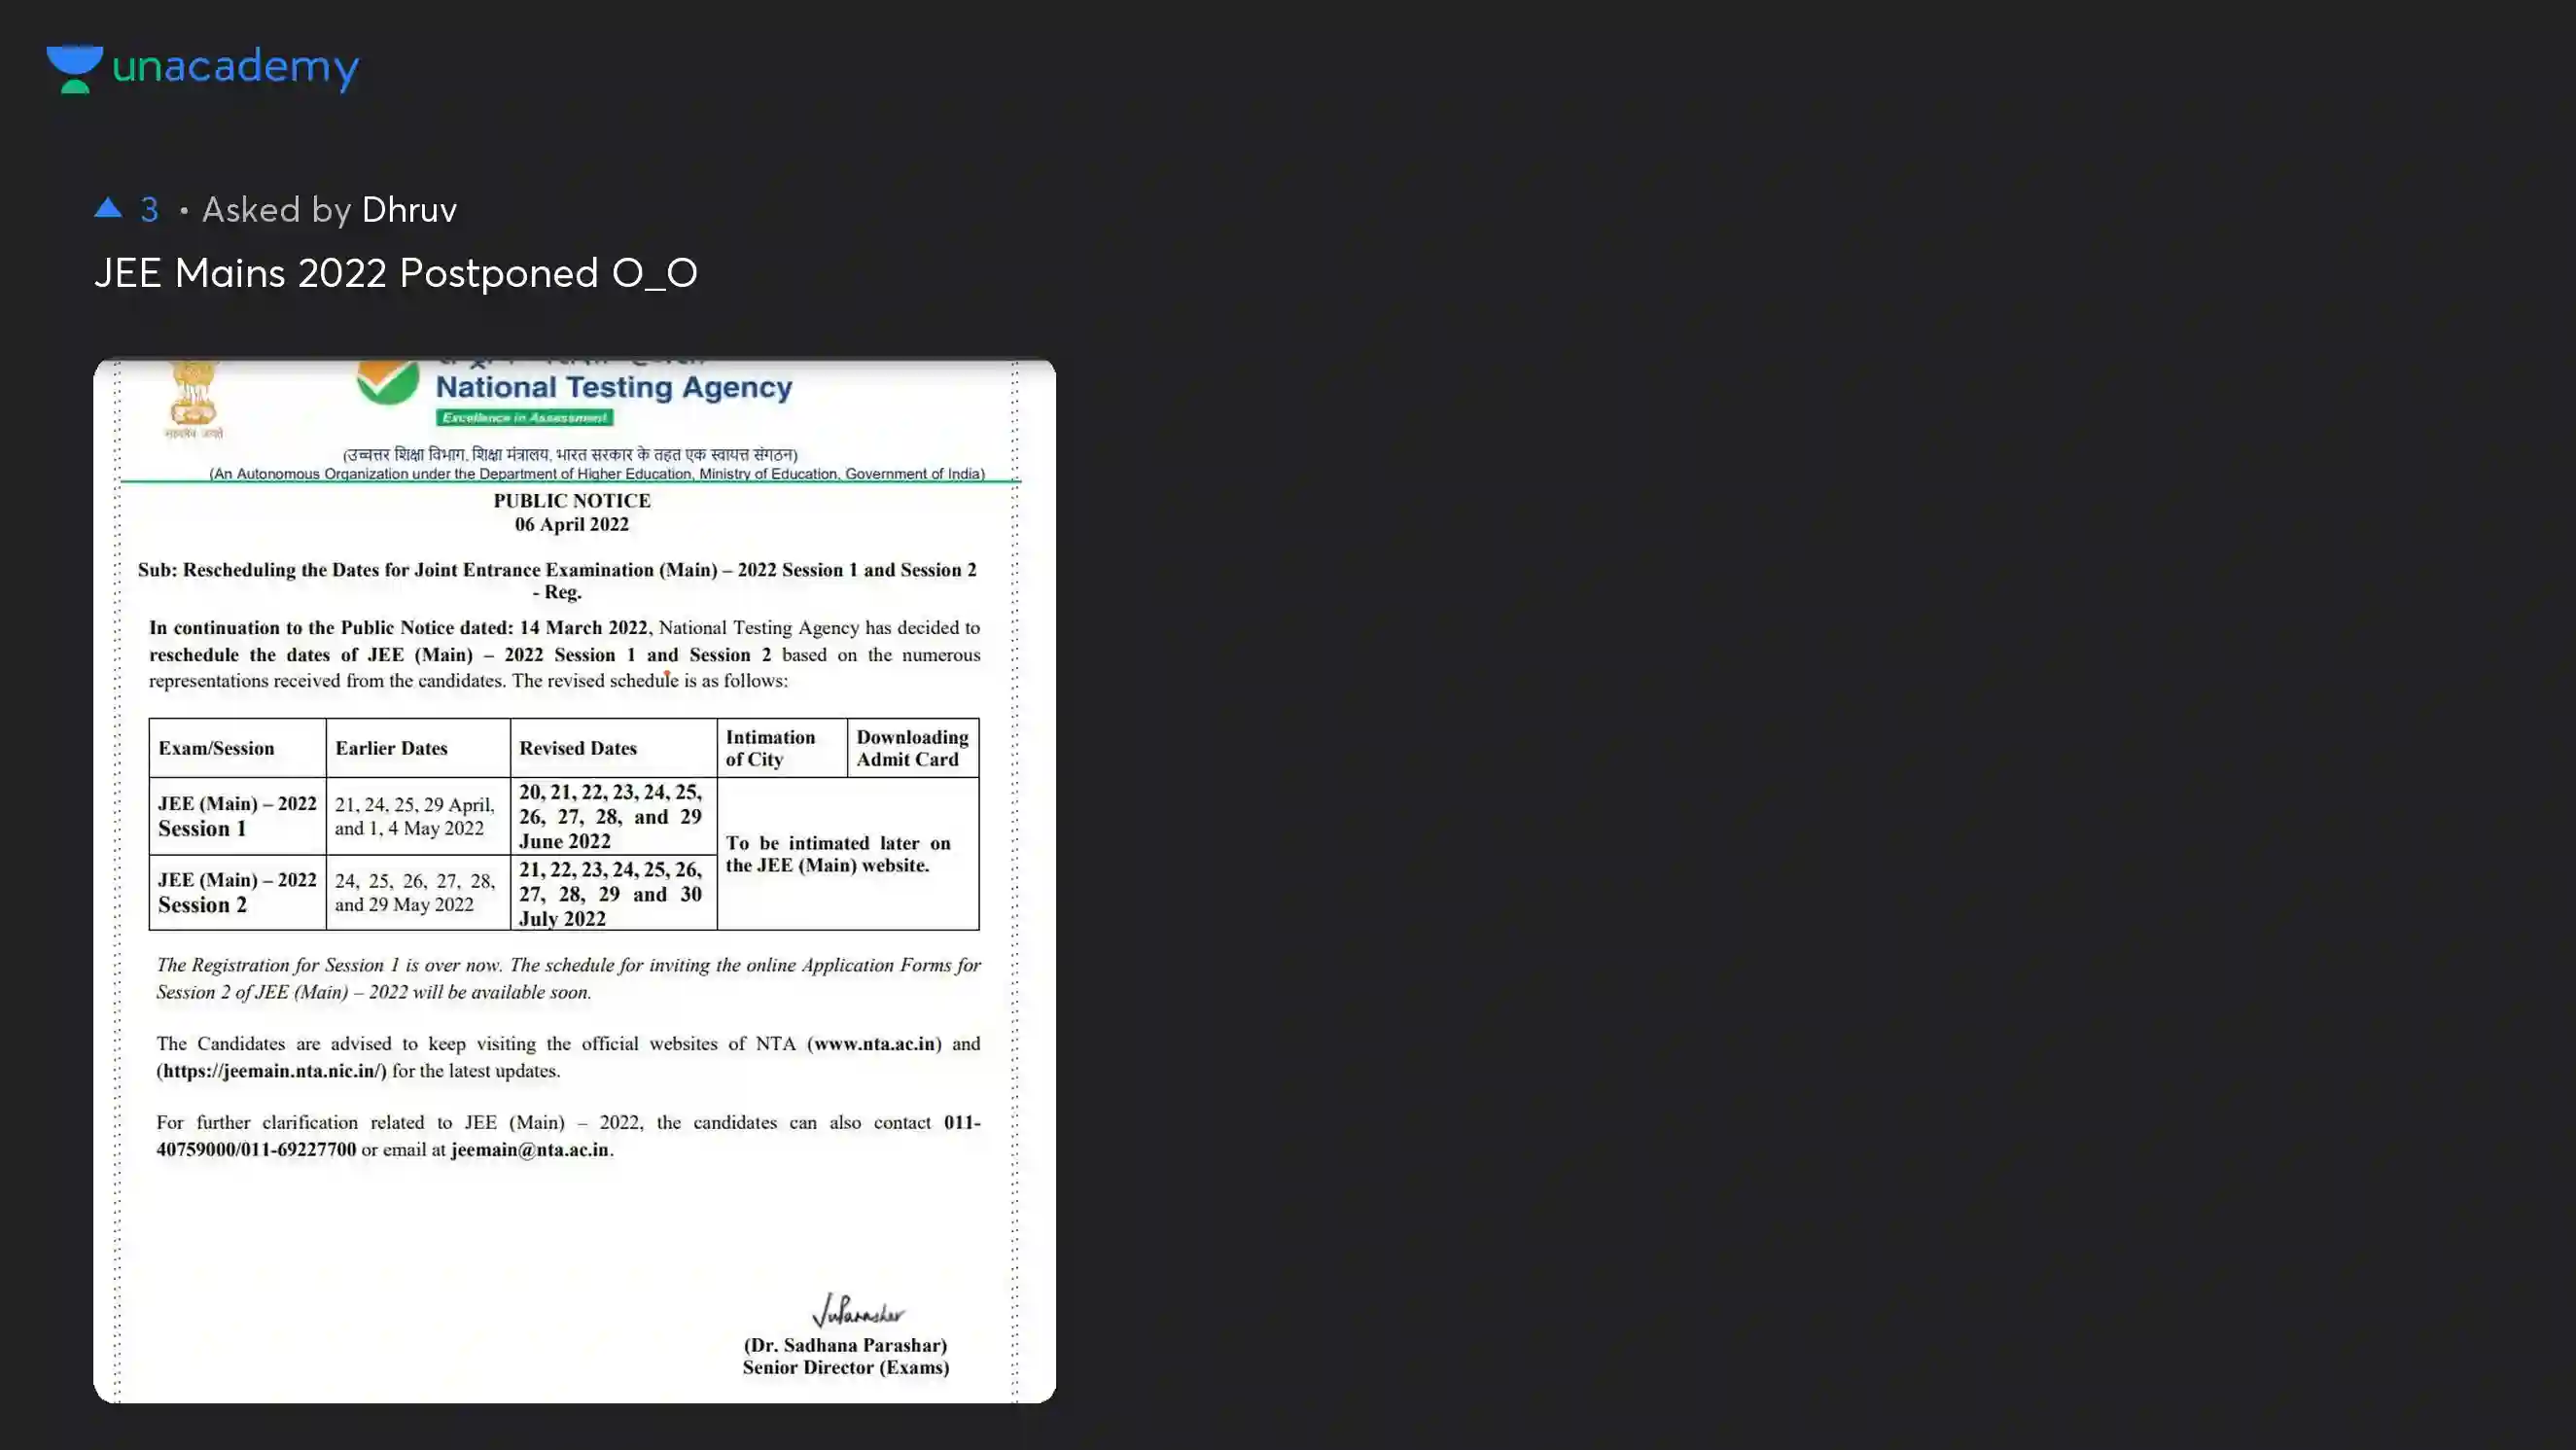 unacademy
3 • Asked by Dhruv
JEE Mains 2022 Postponed O_O
National Testing Agency
Excellence in Assessment
सत्यमेव जयते
(उच्चतर शिक्षा विभाग, शिक्षा मंत्रालय, भारत सरकार के तहत एक स्वायत्त संगठन)
(An Autonomous Organization under the Department of Higher Education, Ministry of Education, Government of India)
PUBLIC NOTICE
06 April 2022
Sub: Rescheduling the Dates for Joint Entrance Examination (Main) – 2022 Session 1 and Session 2
- Reg.
In continuation to the Public Notice dated: 14 March 2022, National Testing Agency has decided to
reschedule the dates of JEE (Main) – 2022 Session 1 and Session 2 based on the numerous
representations received from the candidates. The revised schedule is as follows:
Exam/Session Earlier Dates Revised Dates Intimation of City Downloading Admit Card
JEE (Main) – 2022
Session 1
21, 24, 25, 29 April,
and 1, 4 May 2022
20, 21, 22, 23, 24, 25,
26, 27, 28, and 29
June 2022
To be intimated later on
the JEE (Main) website.
JEE (Main) – 2022
Session 2
24, 25, 26, 27, 28,
and 29 May 2022
21, 22, 23, 24, 25, 26,
27, 28, 29 and 30
July 2022
The Registration for Session 1 is over now. The schedule for inviting the online Application Forms for
Session 2 of JEE (Main) – 2022 will be available soon.
The Candidates are advised to keep visiting the official websites of NTA (www.nta.ac.in) and
(https://jeemain.nta.nic.in/) for the latest updates.
For further clarification related to JEE (Main) – 2022, the candidates can also contact 011-
40759000/011-69227700 or email at jeemain@nta.ac.in.
(Dr. Sadhana Parashar)
Senior Director (Exams)